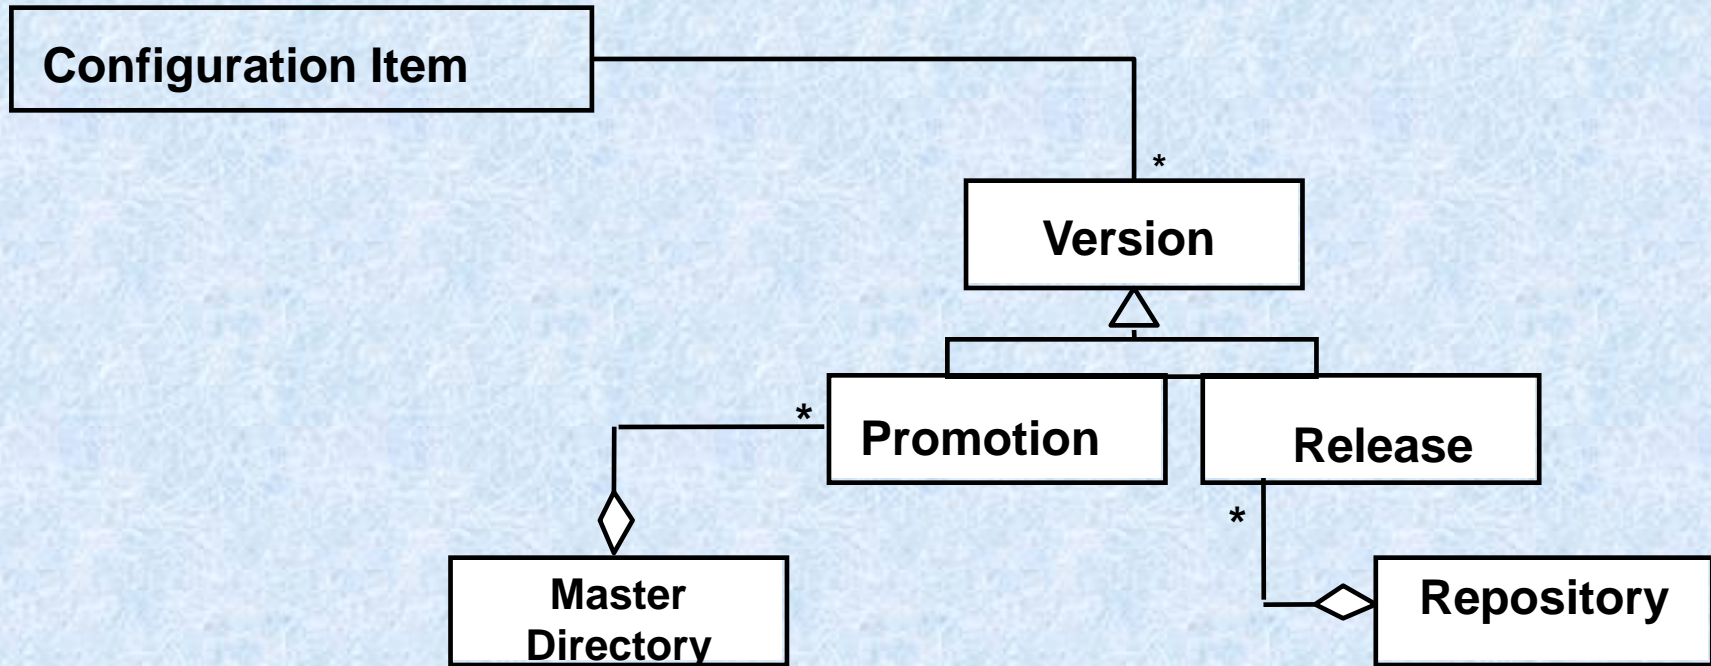 Configuration Item
*
Version
*
Promotion
Release
*
Master
Directory
Repository